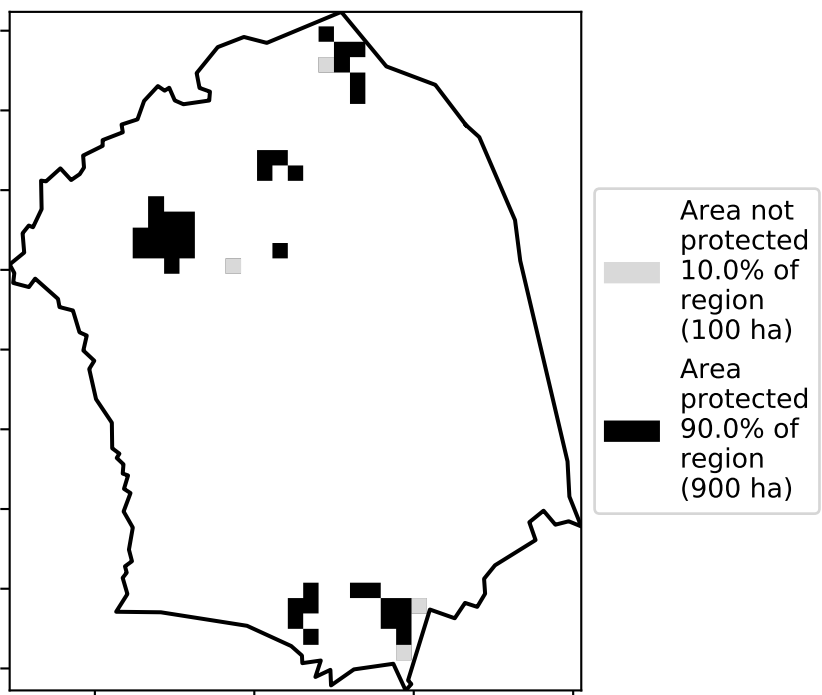 Area not
protected
10.0% of
region
(100 ha)
Area
protected
90.0% of
region
(900 ha)